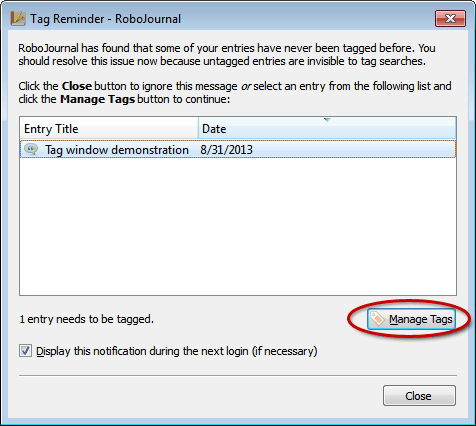 Tag Reminder - RoboJournal
RoboJournal has found that some of your entries have never been tagged before. You
should resolve this issue now because untagged entries are invisible to tag searches.
Click the Close button to ignore this message or select an entry from the following list and
click the Manage Tags button to continue:
Entry Title Date
Tag window demonstration 8/31/2013
1 entry needs to be tagged.
Manage Tags
Display this notification during the next login (if necessary)
Close